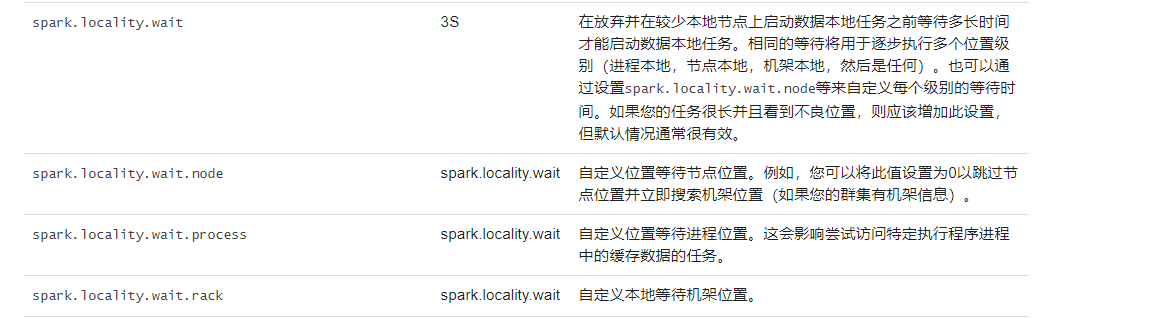 spark.locality.wait 3S 在放弃并在较少本地节点上启动数据本地任务之前等待多长时间
才能启动数据本地任务。相同的等待将用于逐步执行多个位置级
别（进程本地，节点本地，机架本地，然后是任何）。也可以通
过设置spark.locality.wait.node等来自定义每个级别的等待时
间。如果您的任务很长并且看到不良位置，则应该增加此设置，
但默认情况通常很有效。
spark.locality.wait.node spark.locality.wait 自定义位置等待节点位置。例如，您可以将此值设置为0以跳过节
点位置并立即搜索机架位置（如果您的群集有机架信息）。
spark.locality.wait.process spark.locality.wait 自定义位置等待进程位置。这会影响尝试访问特定执行程序进程
中的缓存数据的任务。
spark.locality.wait.rack spark.locality.wait 自定义本地等待机架位置。